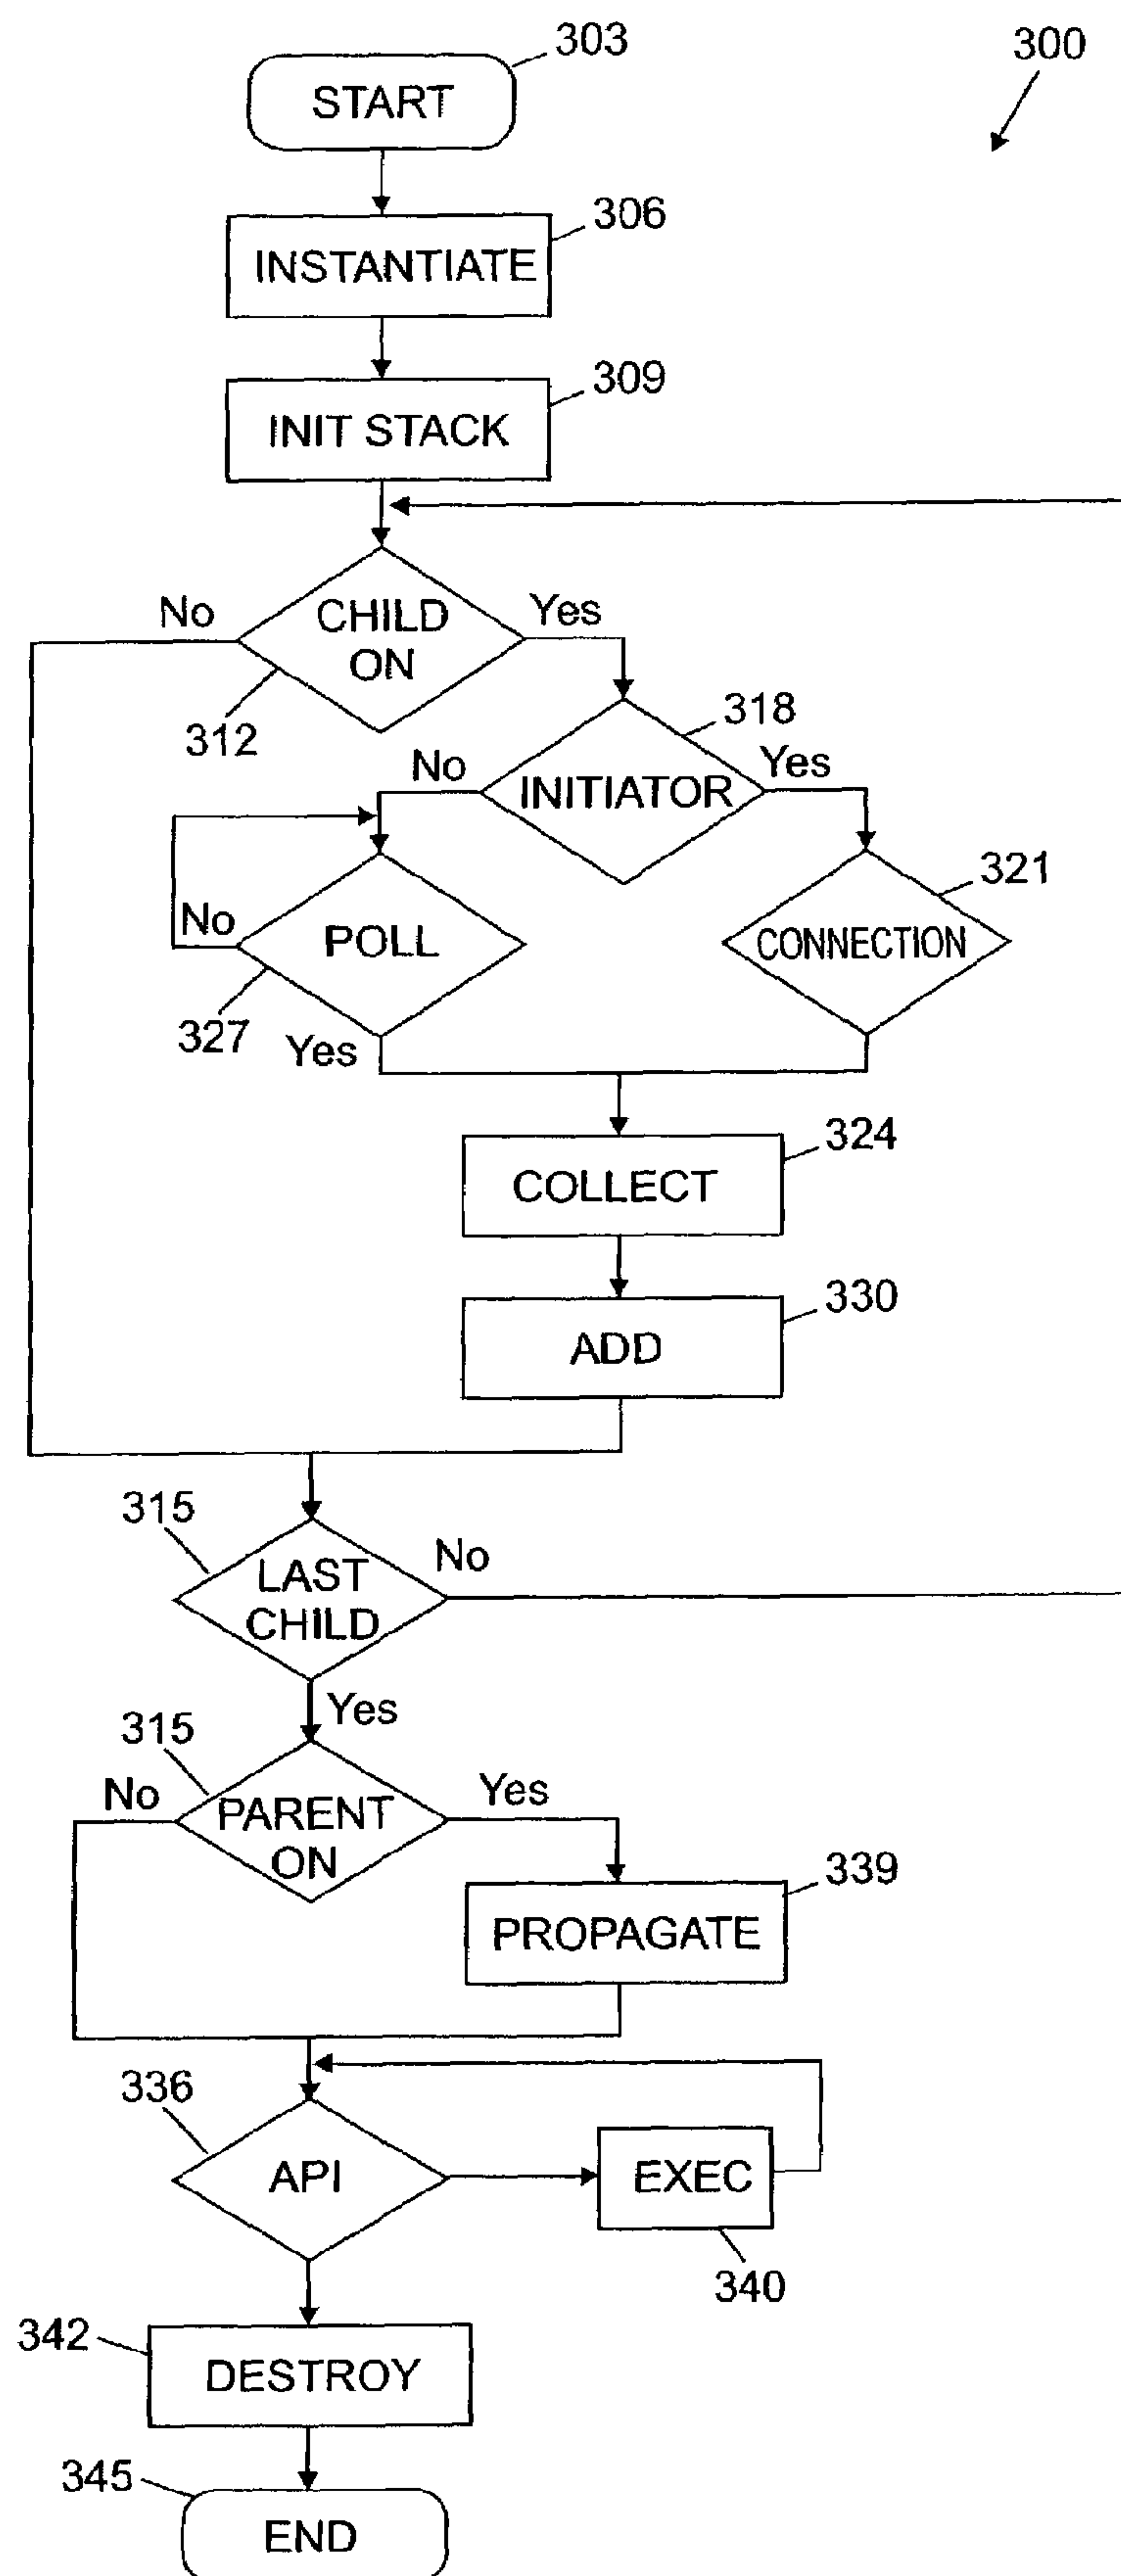 303
300
START
306
INSTANTIATE
309
INIT STACK
No
CHILD
ON
Yes
312
318
No
INITIATOR
Yes
321
No
POLL
CONNECTION
327
Yes
324
COLLECT
330
ADD
315
LAST
CHILD
No
Yes
315
No
PARENT
ON
Yes
339
PROPAGATE
336
API
EXEC
340
342
DESTROY
345
END